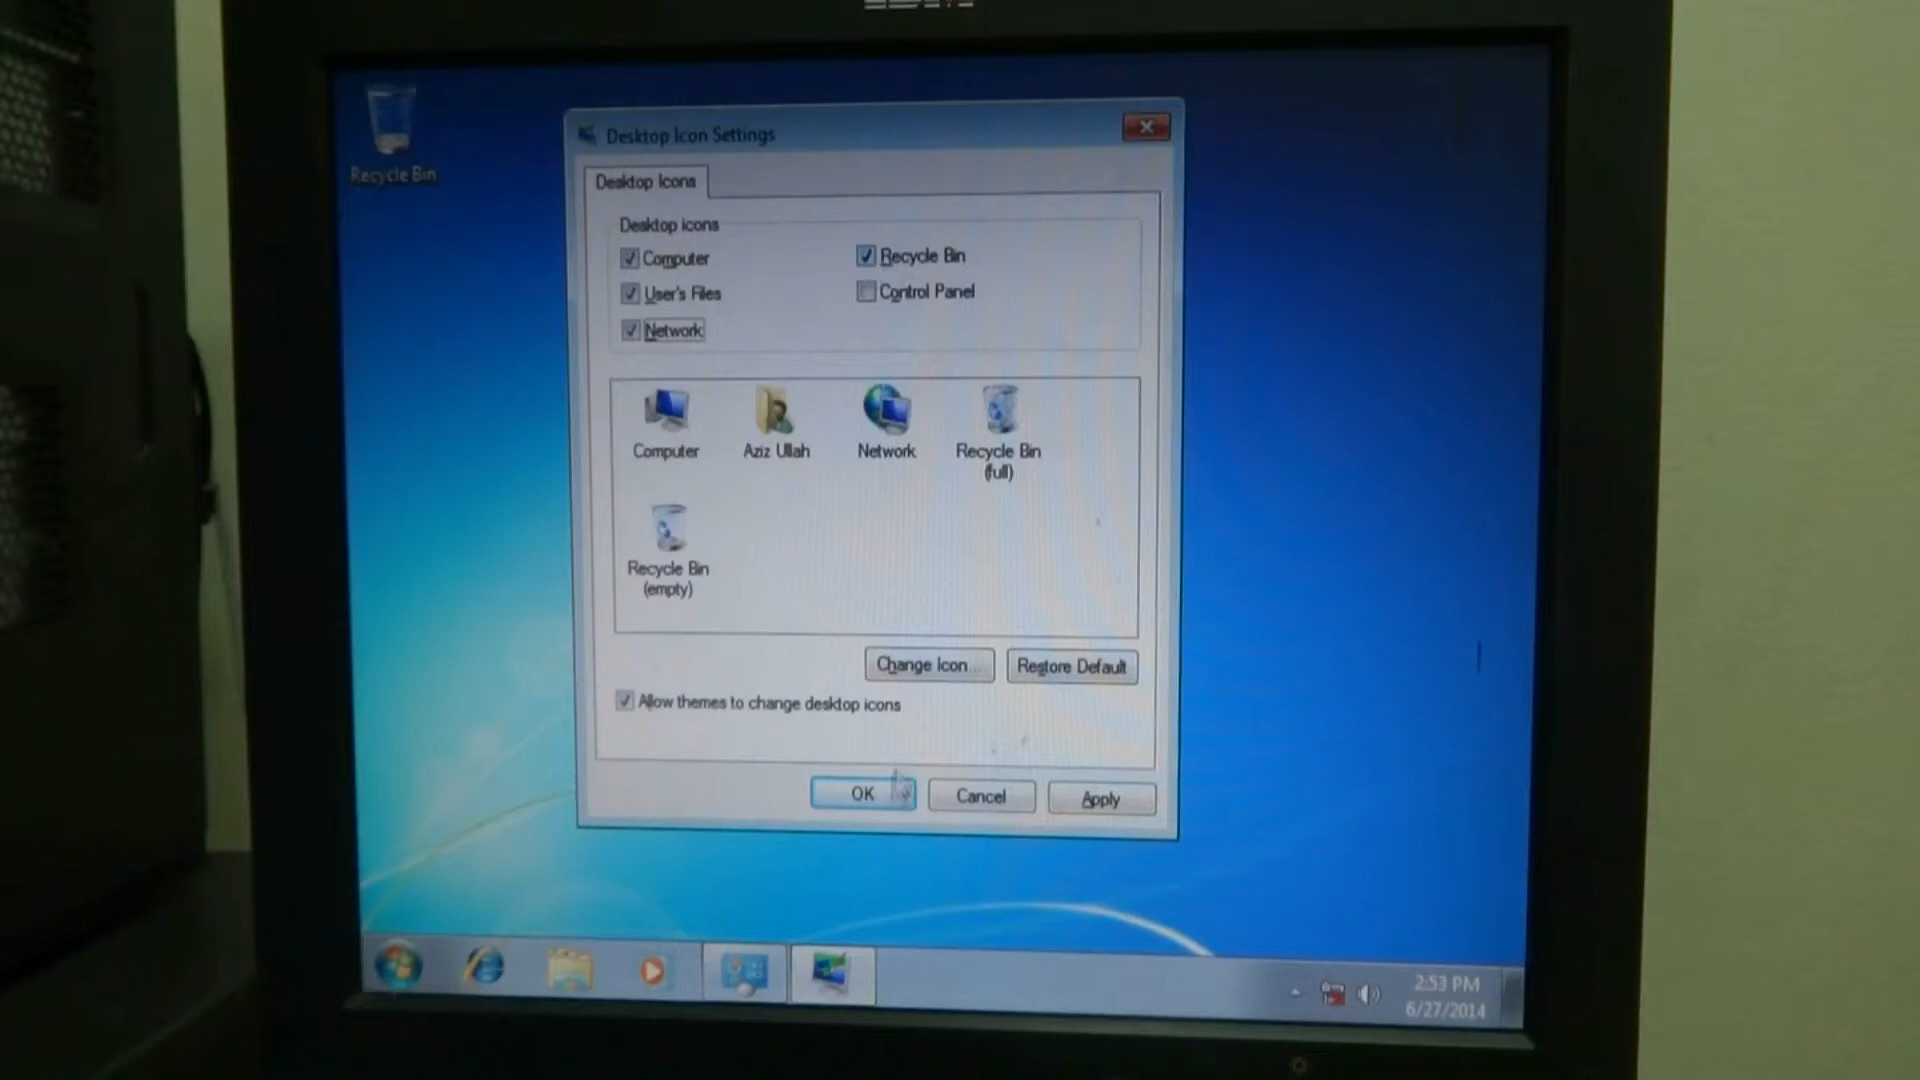 Recycle Bin
Desktop Icon Settings
Desktop Icons
Desktop icons
Computer
Recycle Bin
User's Files
Control Panel
Network
Computer
Aziz Ullah
Network
Recycle Bin
(full)
Recycle Bin
(empty)
Change Icon...
Restore Default
Allow themes to change desktop icons
OK
Cancel
Apply
2:53 PM
6/27/2014